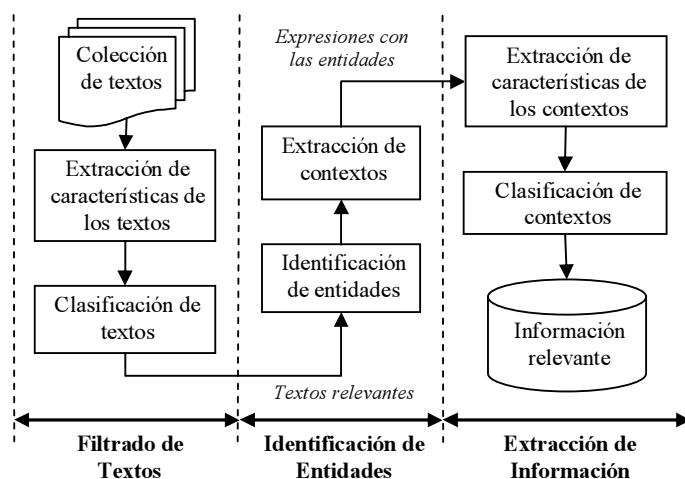 Colección
de textos
Extracción de
características de
los textos
Clasificación de
textos
Expresiones con
las entidades
Extracción de
contextos
Identificación
de entidades
Textos relevantes
Extracción de
características de
los contextos
Clasificación de
contextos
Información
relevante
Filtrado de
Textos
Identificación de
Entidades
Extracción de
Información